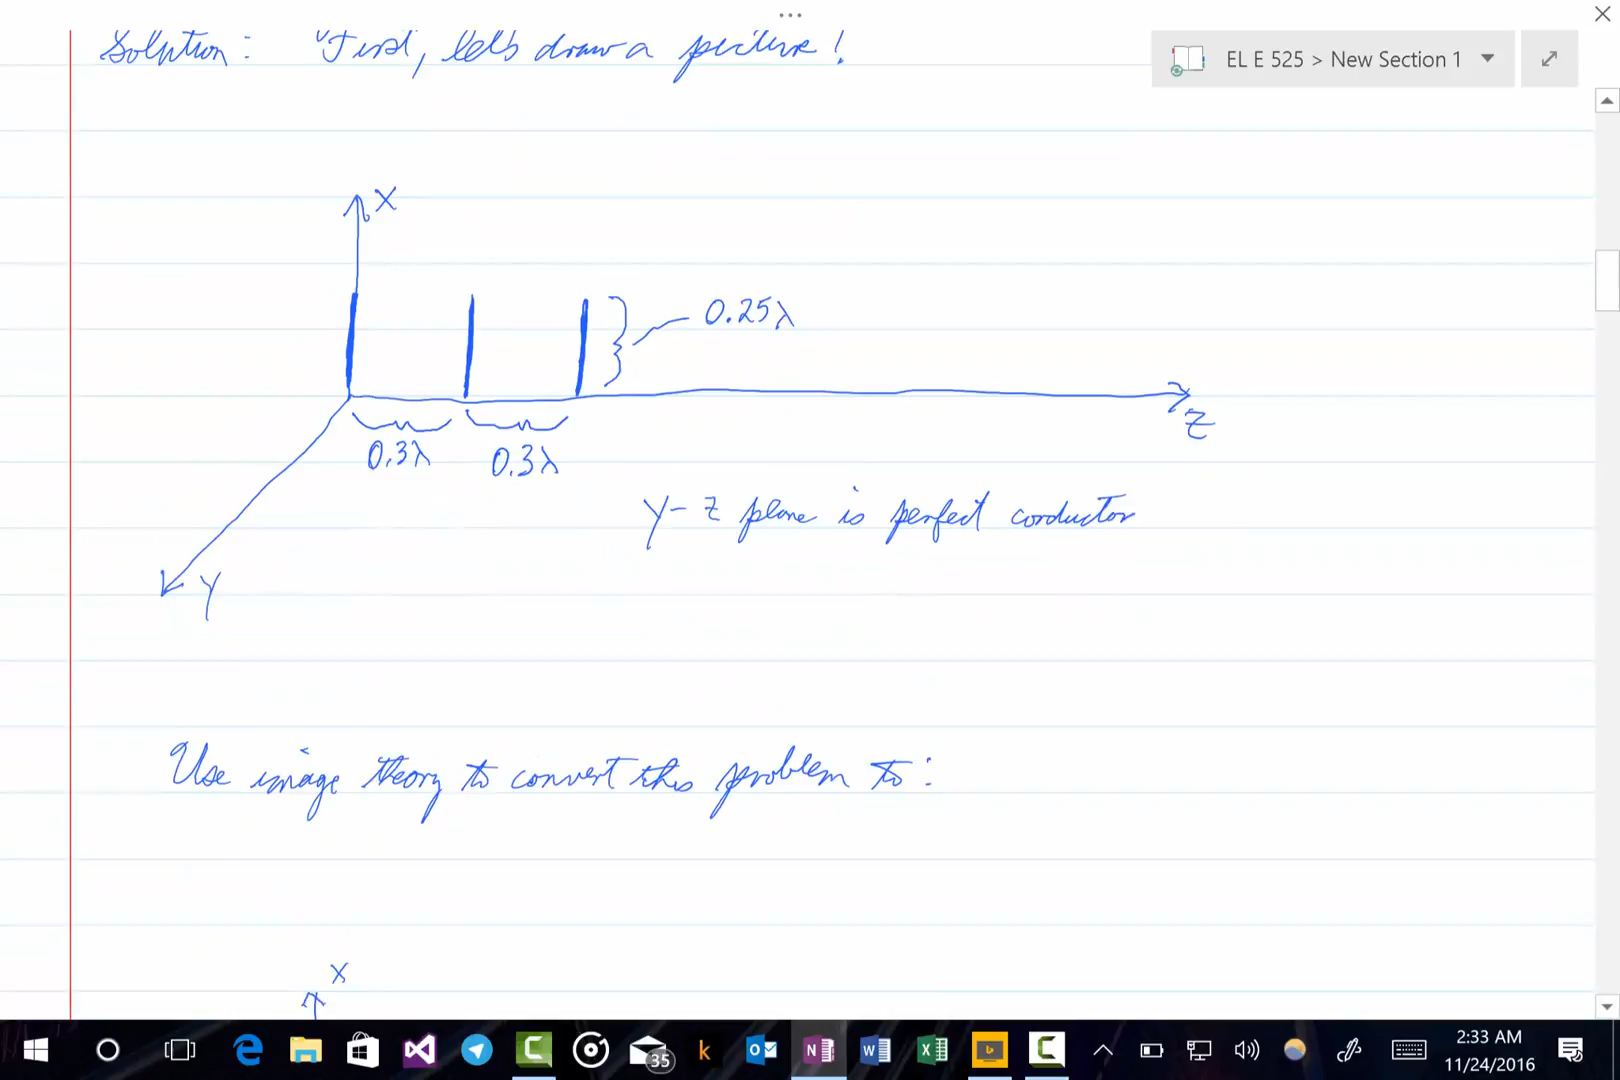 Solution: "First, let's draw a picture!
EL E 525 > New Section 1
X
0.25λ
Z
0.3λ 0.3λ
Y-Z plane is perfect conductor
Y
Use image theory to convert this problem to:
X
35
2:33 AM
11/24/2016